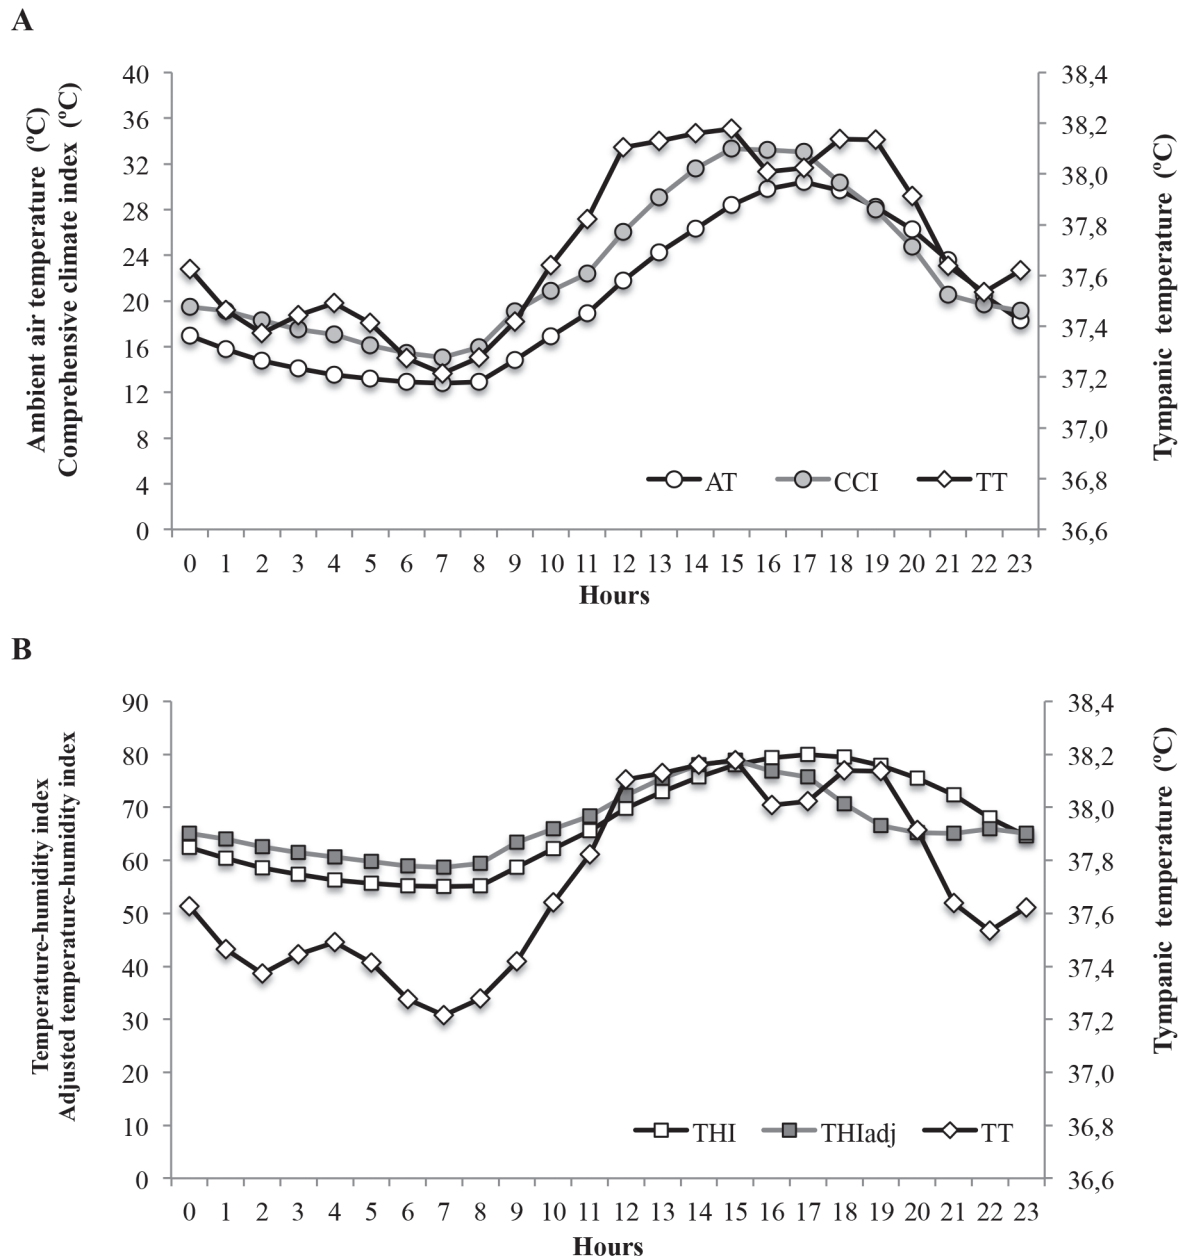 A
Ambient air temperature (ºC)
Comprehensive climate index (ºC)
40
36
32
28
24
20
16
12
8
4
0
38,4
38,2
38,0
37,8
37,6
37,4
37,2
37,0
36,8
36,6
Tympanic temperature (ºC)
AT CCI TT
0 1 2 3 4 5 6 7 8 9 10 11 12 13 14 15 16 17 18 19 20 21 22 23
Hours
B
Temperature-humidity index
Adjusted temperature-humidity index
90
80
70
60
50
40
30
20
10
0
38,4
38,2
38,0
37,8
37,6
37,4
37,2
37,0
36,8
36,6
Tympanic temperature (ºC)
THI THIadj TT
0 1 2 3 4 5 6 7 8 9 10 11 12 13 14 15 16 17 18 19 20 21 22 23
Hours